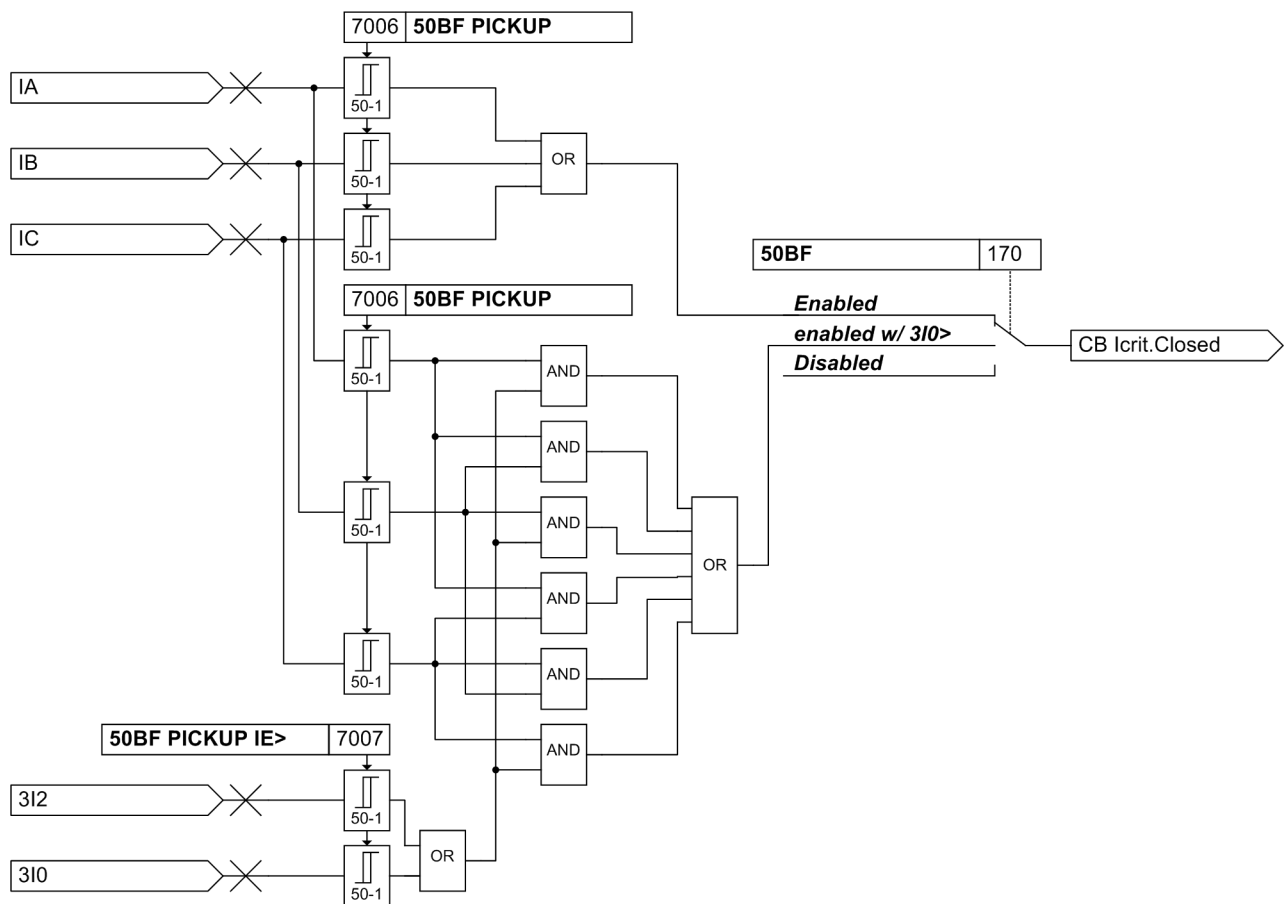 7006 50BF PICKUP
IA
50-1
IB
50-1
OR
IC
50-1
50BF 170
7006 50BF PICKUP
Enabled
enabled w/ 3I0>
CB Icrit.Closed
Disabled
50-1
AND
AND
50-1
AND
OR
AND
50-1
AND
50BF PICKUP IE> 7007
AND
3I2
50-1
OR
3I0
50-1